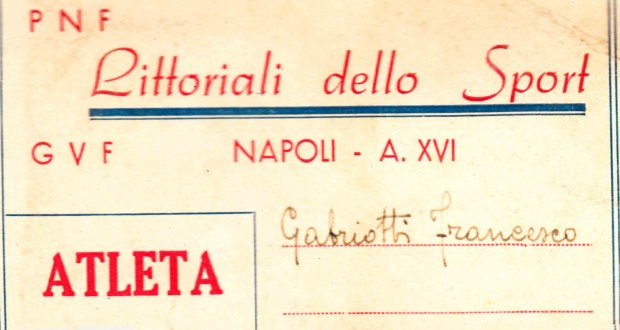 P N F
Littoriali dello Sport
G V F NAPOLI - A. XVI
Gabriotti Francesco
ATLETA